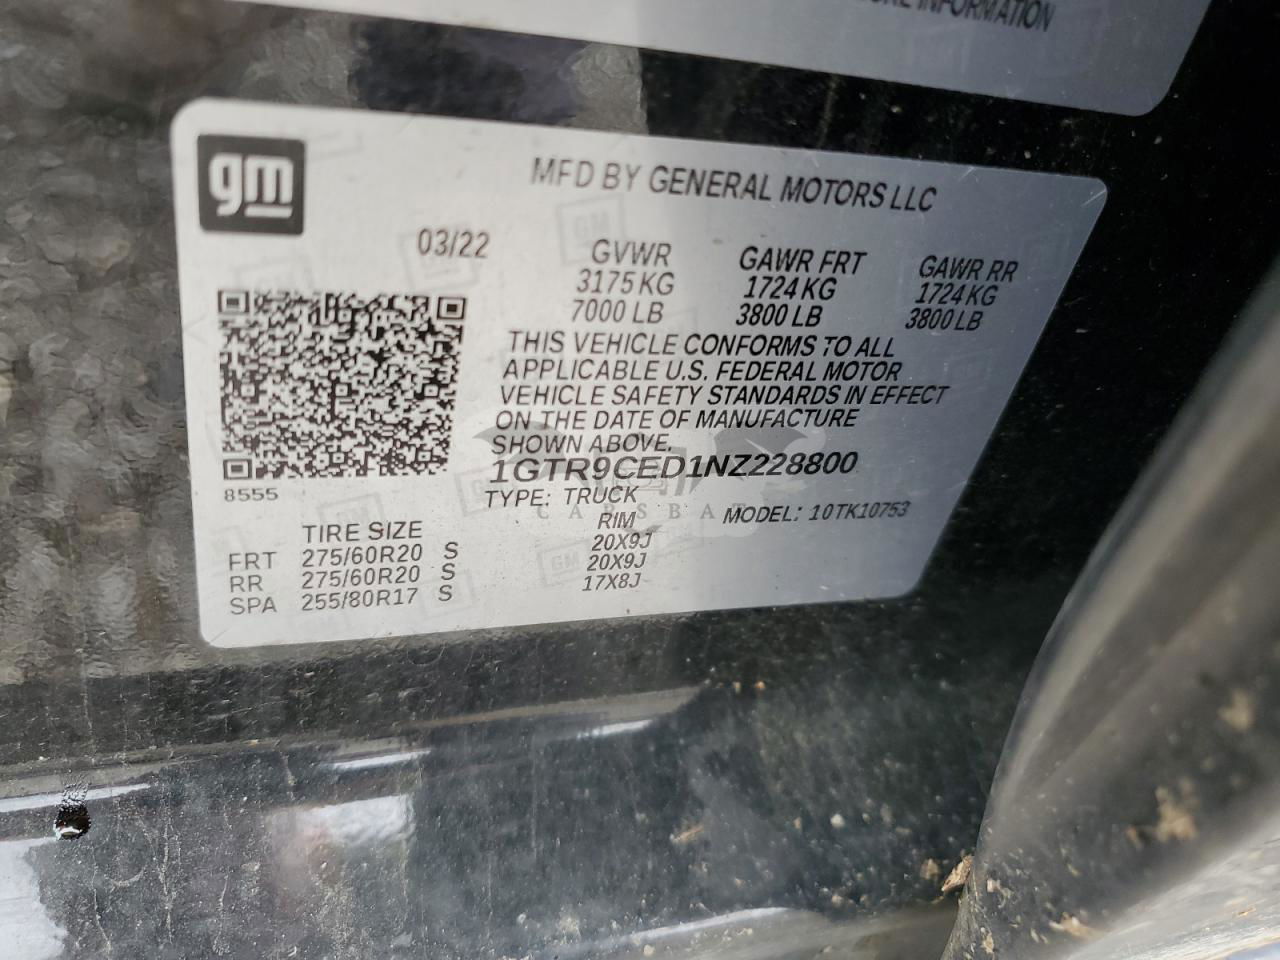 URE INFORMATION
gm
MFD BY GENERAL MOTORS LLC
03/22 GVWR GAWR FRT GAWR RR
3175 KG 1724 KG 1724 KG
7000 LB 3800 LB 3800 LB
THIS VEHICLE CONFORMS TO ALL
APPLICABLE U.S. FEDERAL MOTOR
VEHICLE SAFETY STANDARDS IN EFFECT
ON THE DATE OF MANUFACTURE
SHOWN ABOVE.
1GTR9CED1NZ228800
8555
TYPE: TRUCK MODEL: 10TK10753
TIRE SIZE RIM
FRT 275/60R20 S 20X9J
RR 275/60R20 S 20X9J
SPA 255/80R17 S 17X8J